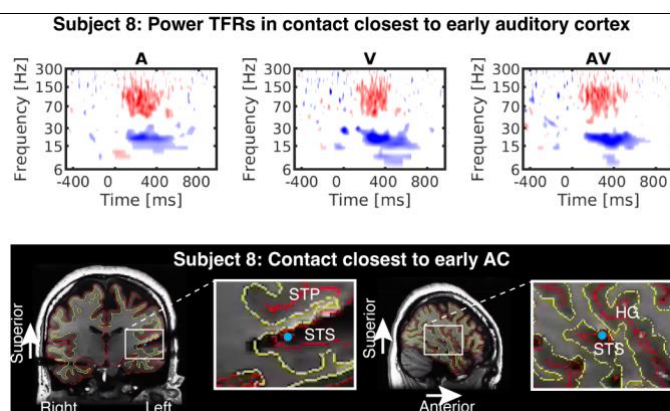 Subject 8: Power TFRs in contact closest to early auditory cortex
A V AV
Frequency [Hz] Frequency [Hz] Frequency [Hz]
300 300 300
150 150 150
70 70 70
30 30 30
15 15 15
6 6 6
-400 0 400 800 -400 0 400 800 -400 0 400 800
Time [ms] Time [ms] Time [ms]
Subject 8: Contact closest to early AC
STP HG
STS STS
Superior Superior
Right Left Anterior